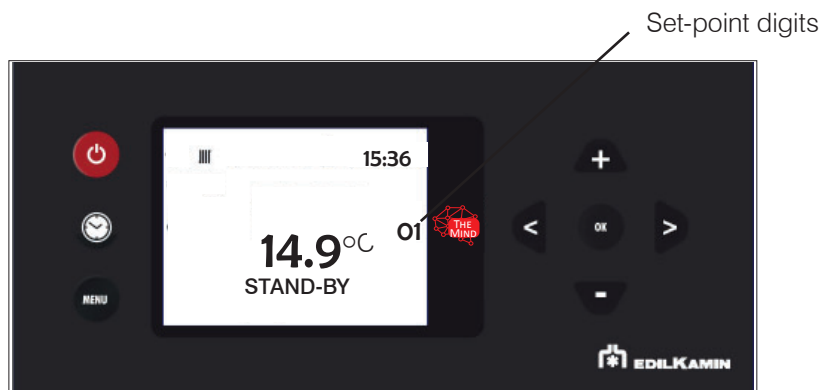 Set-point digits
15:36
01
THE
MIND
< OK >
+
14.9°C
STAND-BY
MENU
-
EDILKAMIN